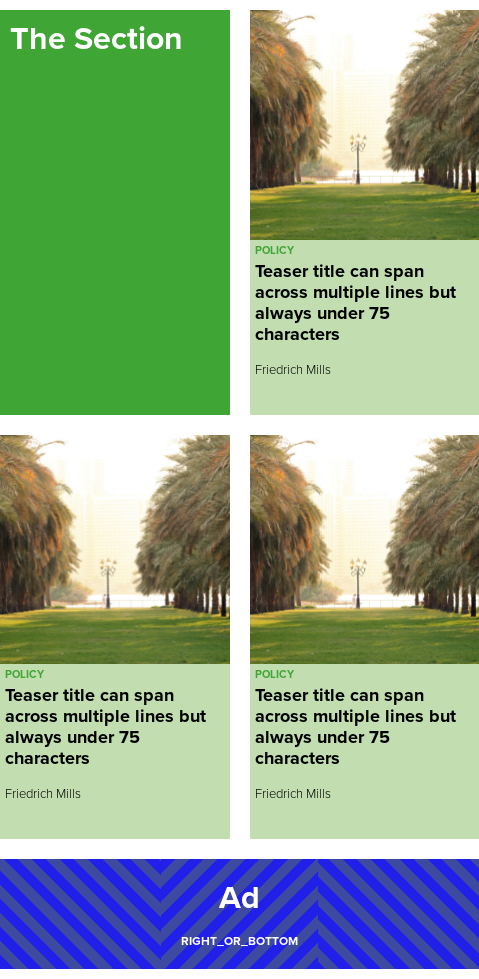 The Section
POLICY
Teaser title can span
across multiple lines but
always under 75
characters
Friedrich Mills
POLICY
Teaser title can span
across multiple lines but
always under 75
characters
Friedrich Mills
POLICY
Teaser title can span
across multiple lines but
always under 75
characters
Friedrich Mills
Ad
RIGHT_OR_BOTTOM